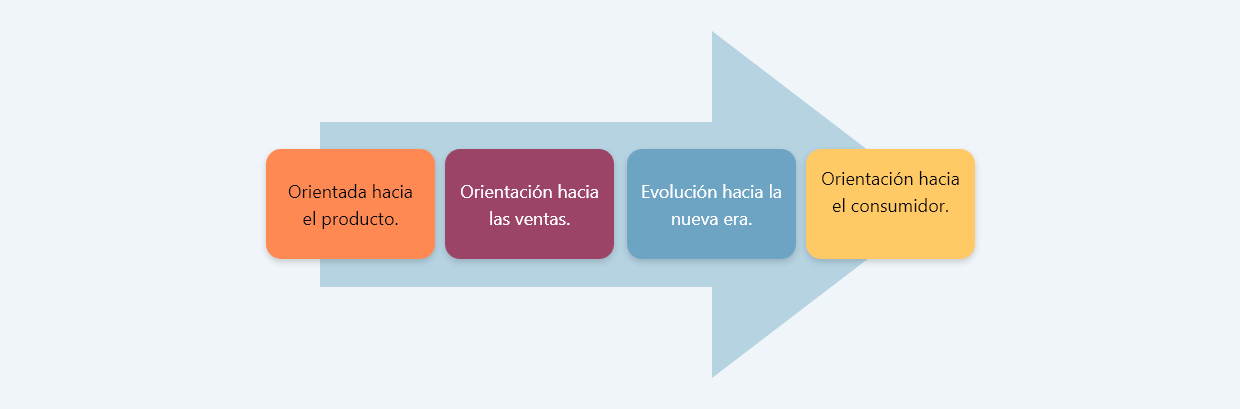 Orientada hacia
el producto.
Orientación hacia
las ventas.
Evolución hacia la
nueva era.
Orientación hacia
el consumidor.